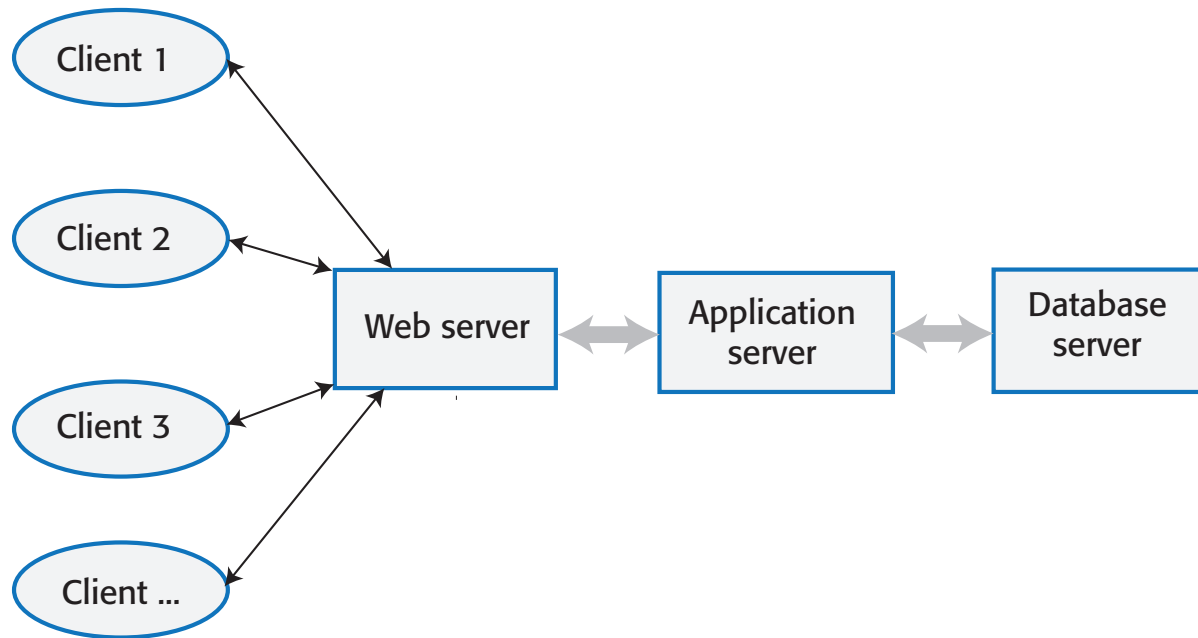 Client 1
Client 2
Client 3
Client ...
Web server
Application
server
Database
server